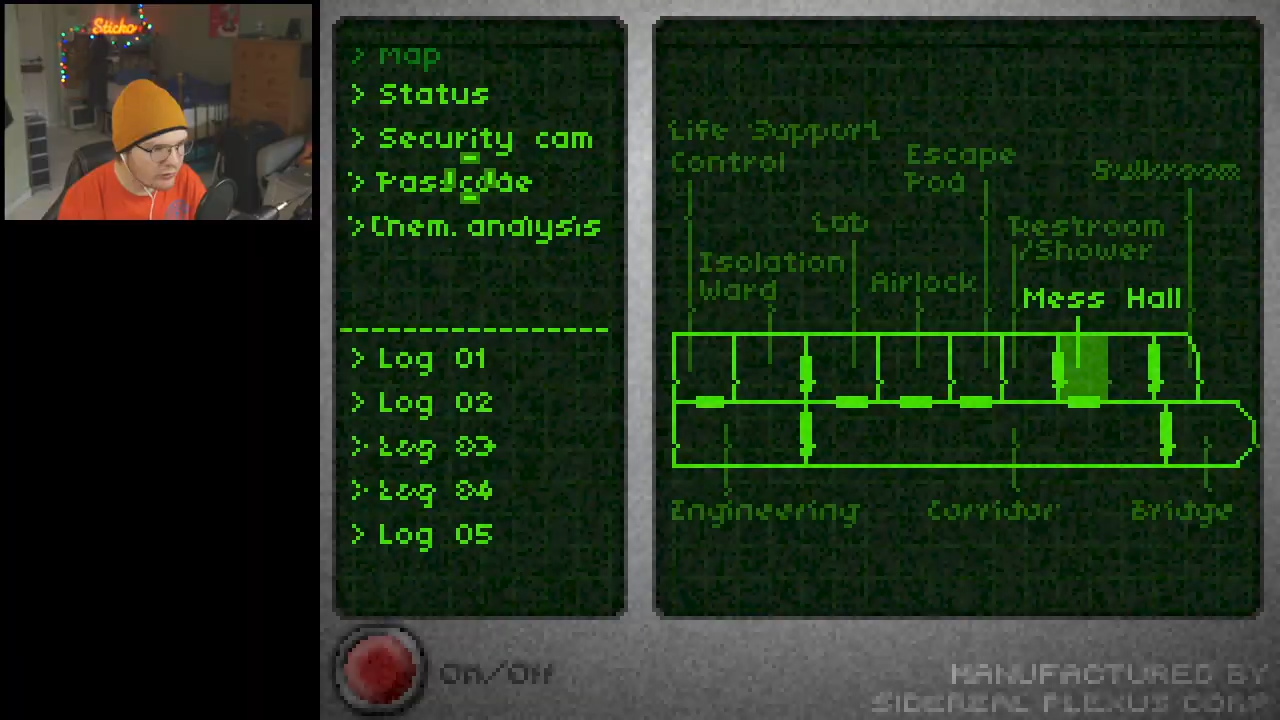 Sticko
> Map
> Status
> Security cam
> Passcode
> Chem. analysis
----------------
> Log 01
> Log 02
> Log 03
> Log 04
> Log 05
Life Support
Control
Escape
Pod
Bulkroom
Lab
Restroom
/Shower
Isolation
Ward
Airlock
Mess Hall
Engineering
Corridor
Bridge
On/Off
MANUFACTURED BY
SIDEREAL PLEXUS CORP